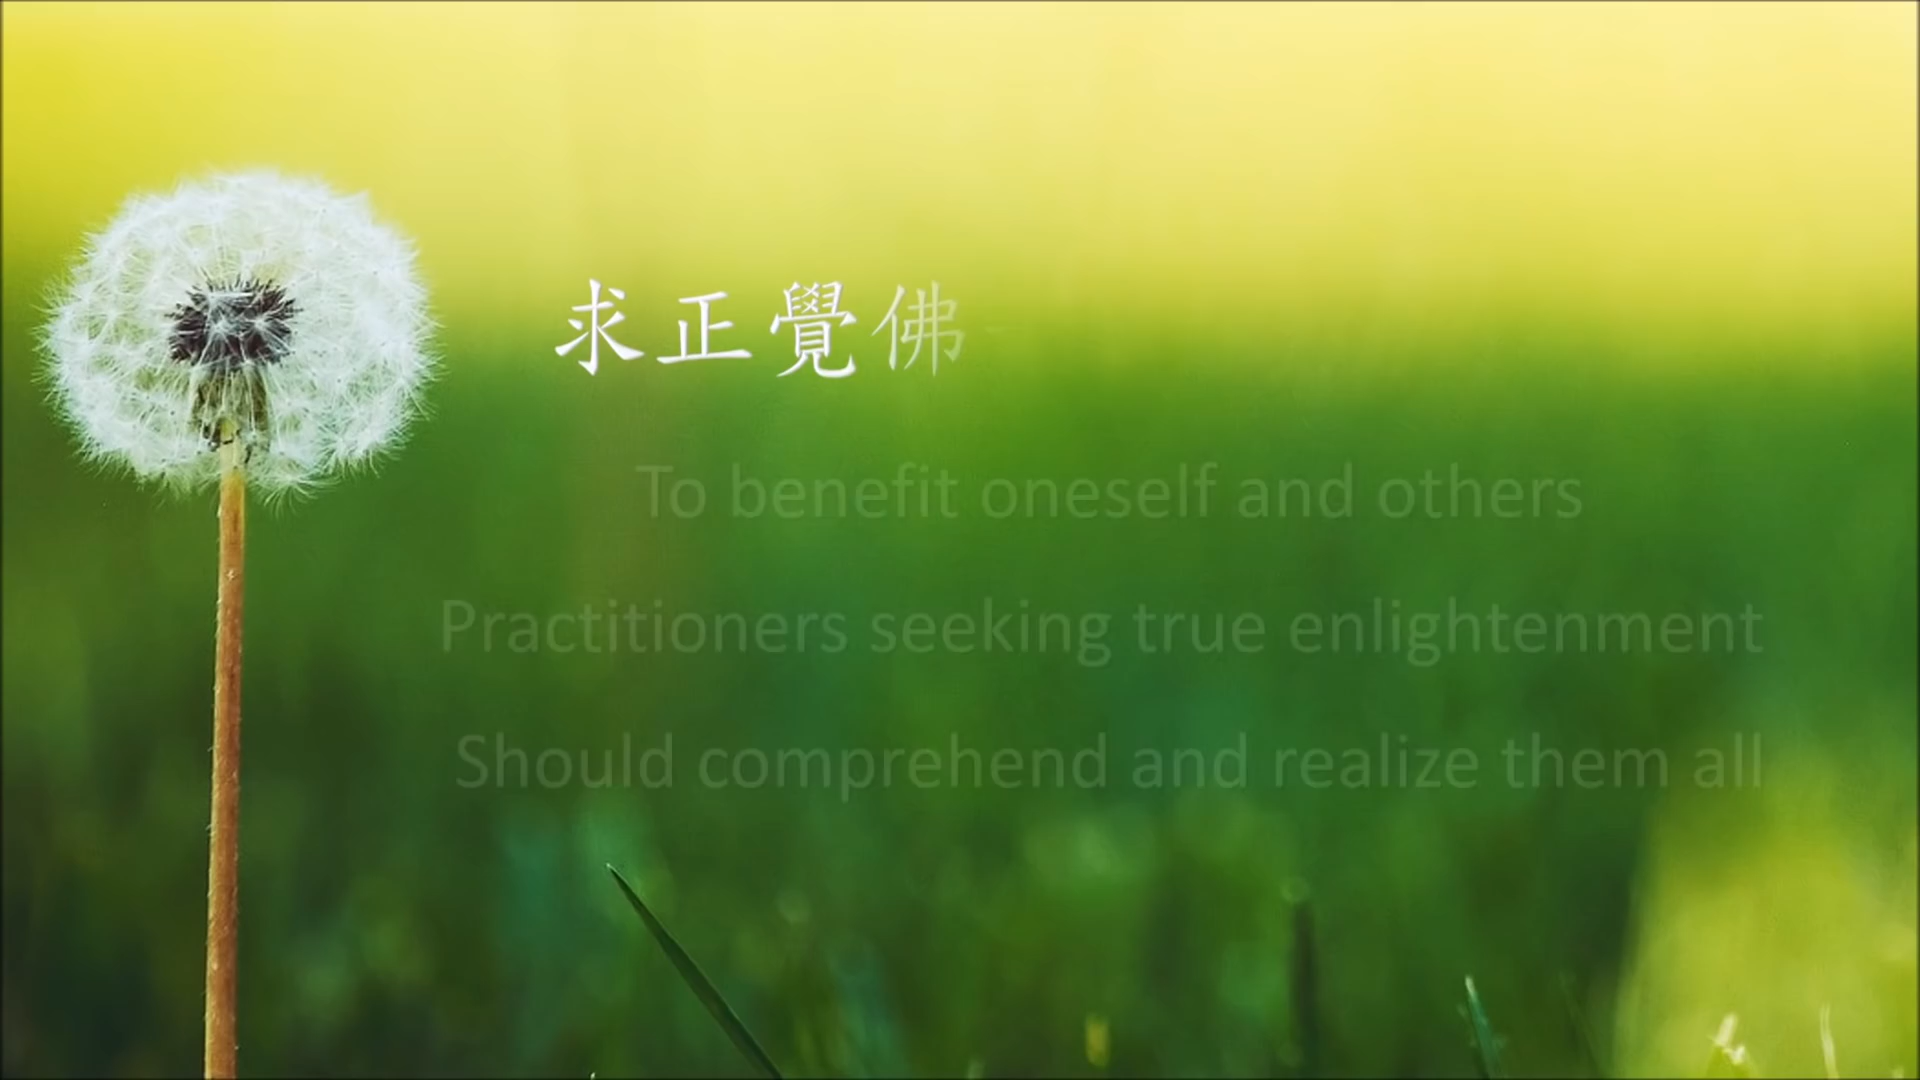 求正覺佛
To benefit oneself and others
Practitioners seeking true enlightenment
Should comprehend and realize them all